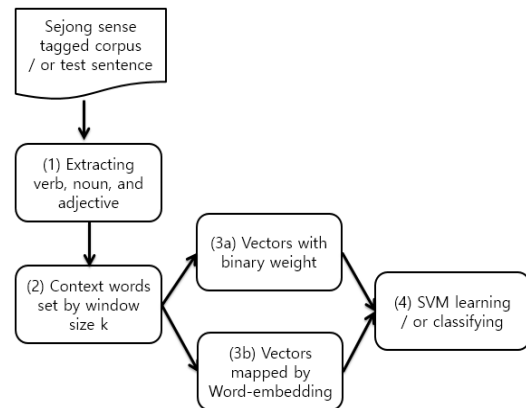 Sejong sense
tagged corpus
/ or test sentence
(1) Extracting
verb, noun, and
adjective
(2) Context words
set by window
size k
(3a) Vectors with
binary weight
(3b) Vectors
mapped by
Word-embedding
(4) SVM learning
/ or classifying